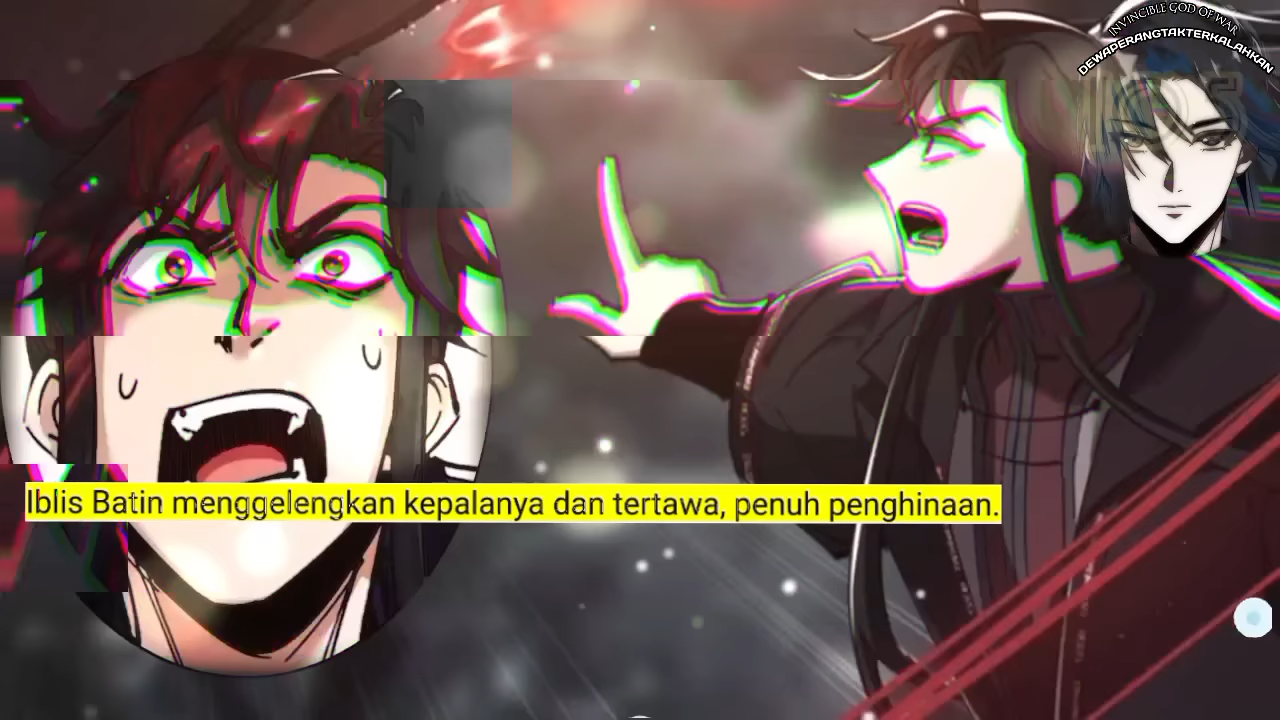 INVINCIBLE GOD OF WAR
DEWAPERANGTAKTERKALAHKAN
Iblis Batin menggelengkan kepalanya dan tertawa, penuh penghinaan.